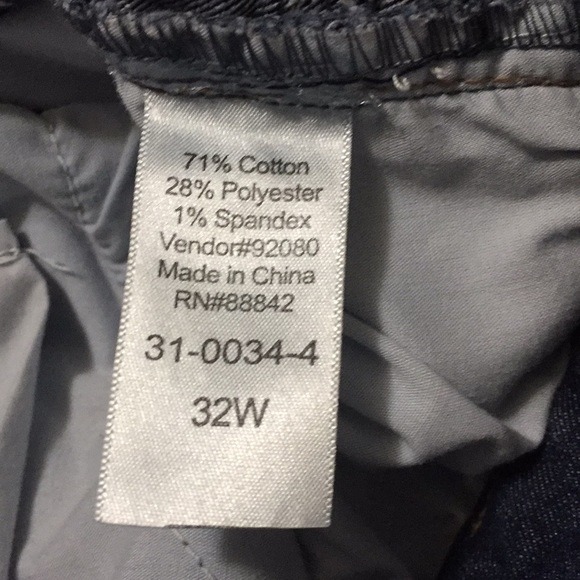 71% Cotton
28% Polyester
1% Spandex
Vendor#92080
Made in China
RN#88842
31-0034-4
32W